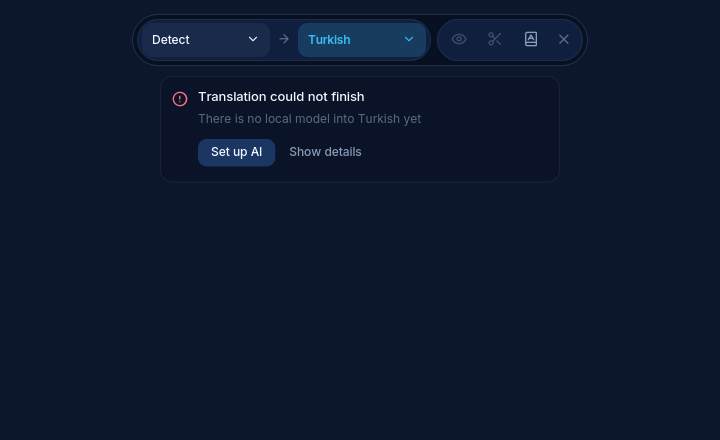 Detect
Turkish
Translation could not finish
There is no local model into Turkish yet
Set up AI
Show details